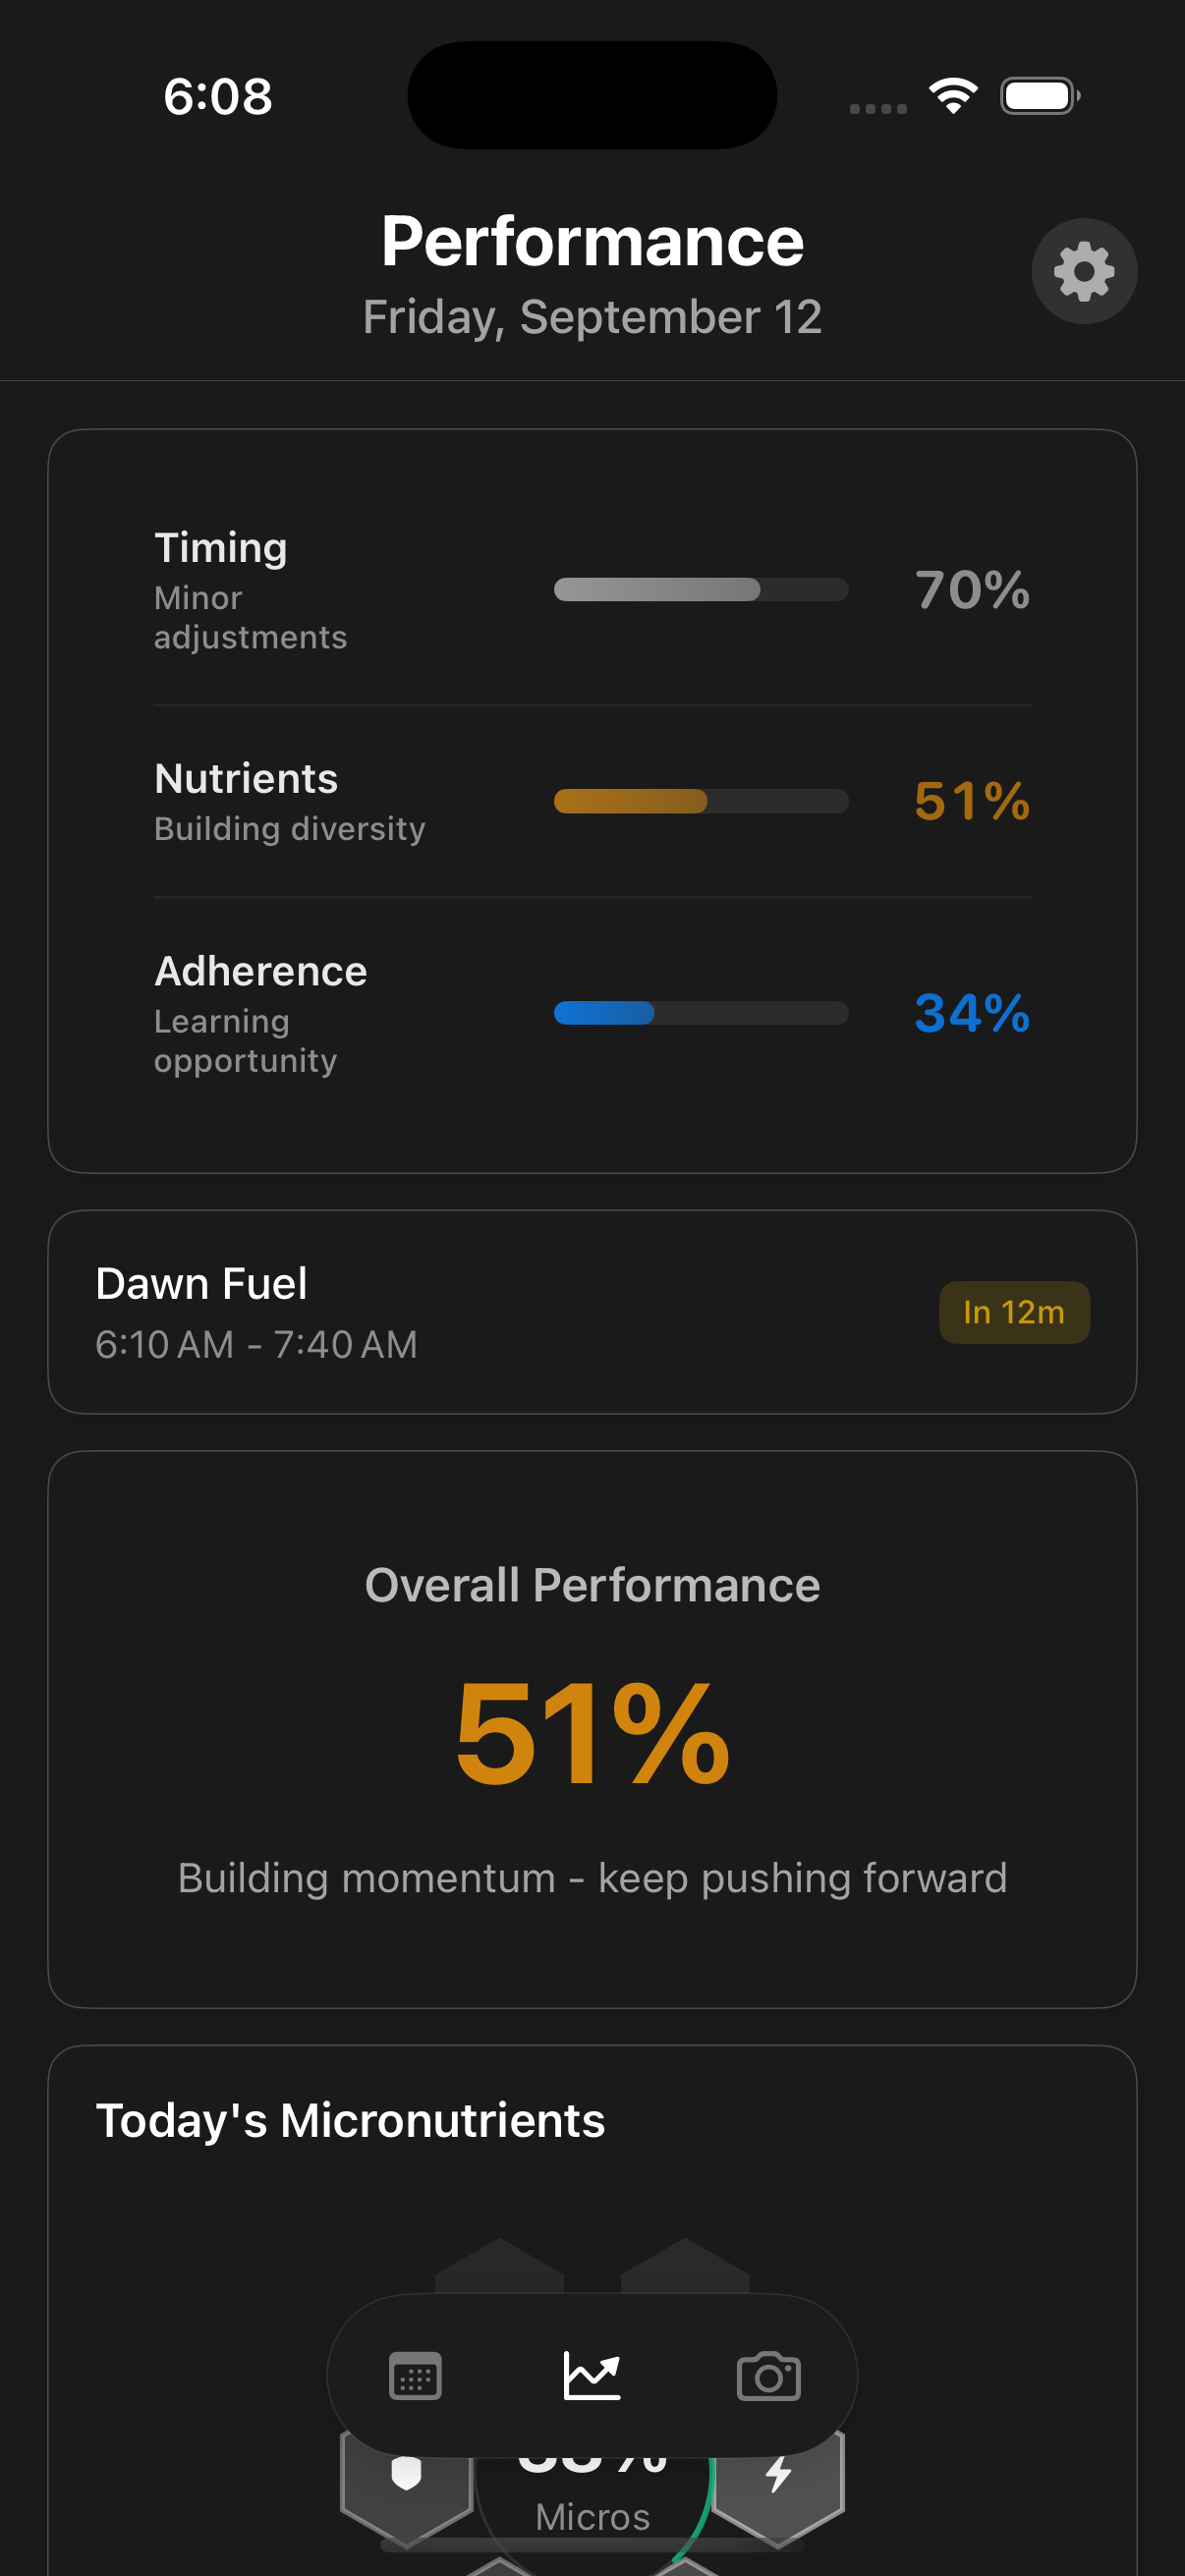 6:08
Performance
Friday, September 12
Timing
Minor
adjustments
70%
Nutrients
Building diversity
51%
Adherence
Learning
opportunity
34%
Dawn Fuel
6:10 AM - 7:40 AM
In 12m
Overall Performance
51%
Building momentum - keep pushing forward
Today's Micronutrients
Micros